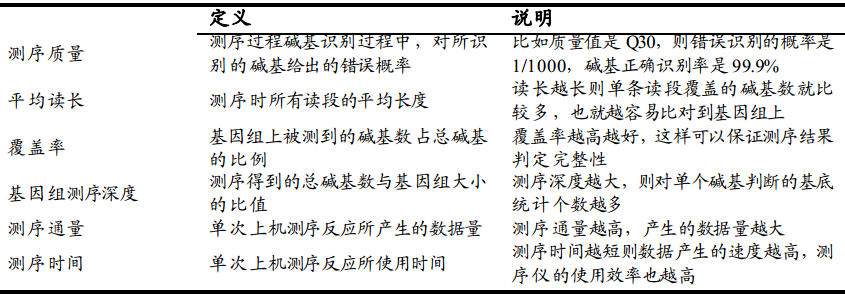 定义 说明
测序质量 测序过程碱基识别过程中，对所识别的碱基给出的错误概率 比如质量值是 Q30，则错误识别的概率是 1/1000，碱基正确识别率是 99.9%
平均读长 测序时所有读段的平均长度 读长越长则单条读段覆盖的碱基数就比较多，也就越容易比对到基因组上
覆盖率 基因组上被测到的碱基数占总碱基的比例 覆盖率越高越好，这样可以保证测序结果判定完整性
基因组测序深度 测序得到的总碱基数与基因组大小的比值 测序深度越大，则对单个碱基判断的基底统计个数越多
测序通量 单次上机测序反应所产生的数据量 测序通量越高，产生的数据量越大
测序时间 单次上机测序反应所使用时间 测序时间越短则数据产生的速度越高，测序仪的使用效率也越高